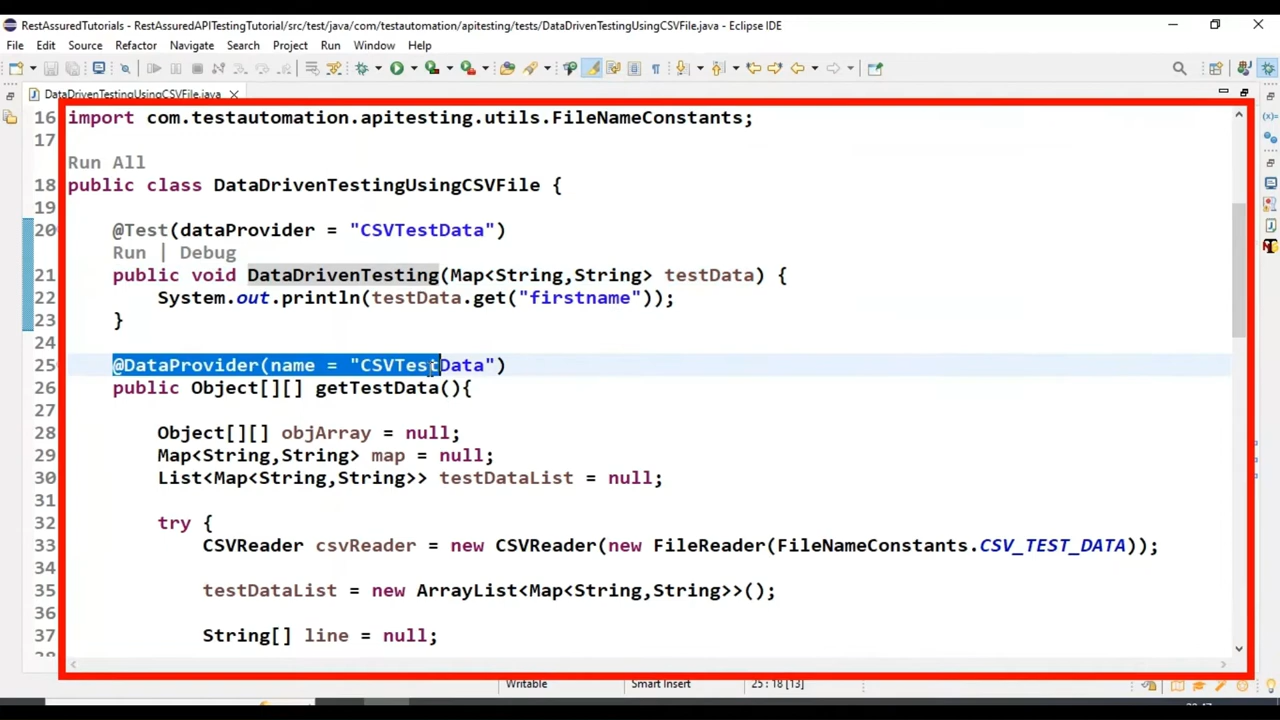 RestAssuredTutorials - RestAssuredAPITestingTutorial/src/test/java/com/testautomation/apitesting/tests/DataDrivenTestingUsingCSVFile.java - Eclipse IDE
File Edit Source Refactor Navigate Search Project Run Window Help
DataDrivenTestingUsingCSVFile.java
16 import com.testautomation.apitesting.utils.FileNameConstants;
17
Run All
18 public class DataDrivenTestingUsingCSVFile {
19
20 @Test(dataProvider = "CSVTestData")
Run | Debug
21 public void DataDrivenTesting(Map<String,String> testData) {
22 System.out.println(testData.get("firstname"));
23 }
24
25 @DataProvider(name = "CSVTestData")
26 public Object[][] getTestData(){
27
28 Object[][] objArray = null;
29 Map<String,String> map = null;
30 List<Map<String,String>> testDataList = null;
31
32 try {
33 CSVReader csvReader = new CSVReader(new FileReader(FileNameConstants.CSV_TEST_DATA));
34
35 testDataList = new ArrayList<Map<String,String>>();
36
37 String[] line = null;
Writable Smart Insert 25 : 18 [13]